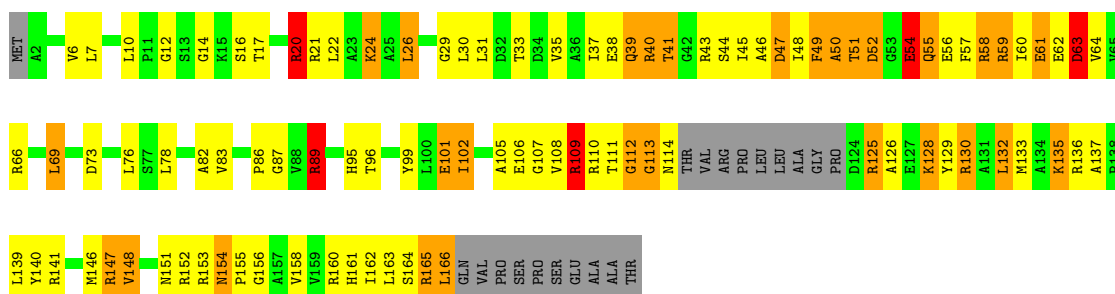 MET A2 V6 L7 L10 P11 G12 S13 G14 K15 S16 T17 R20 R21 L22 A23 K24 A25 L26 G29 L30 L31 D32 T33 D34 V35 A36 I37 E38 Q39 R40 T41 G42 R43 S44 I45 A46 D47 I48 F49 A50 T51 D52 G53 E54 Q55 E56 F57 R58 R59 I60 E61 E62 D63 V64 V65
R66 L69 D73 L76 S77 L78 A82 V83 P86 G87 V88 R89 H95 T96 Y99 L100 E101 I102 A105 E106 G107 V108 R109 R110 T111 G112 G113 N114 THR VAL ARG PRO LEU LEU ALA GLY PRO D124 R125 A126 E127 K128 Y129 R130 A131 L132 M133 A134 K135 R136 A137 P138
L139 Y140 R141 M146 R147 V148 N151 R152 R153 N154 P155 G156 A157 V158 V159 R160 H161 I162 L163 S164 R165 L166 GLN VAL PRO SER PRO SER GLU ALA ALA THR